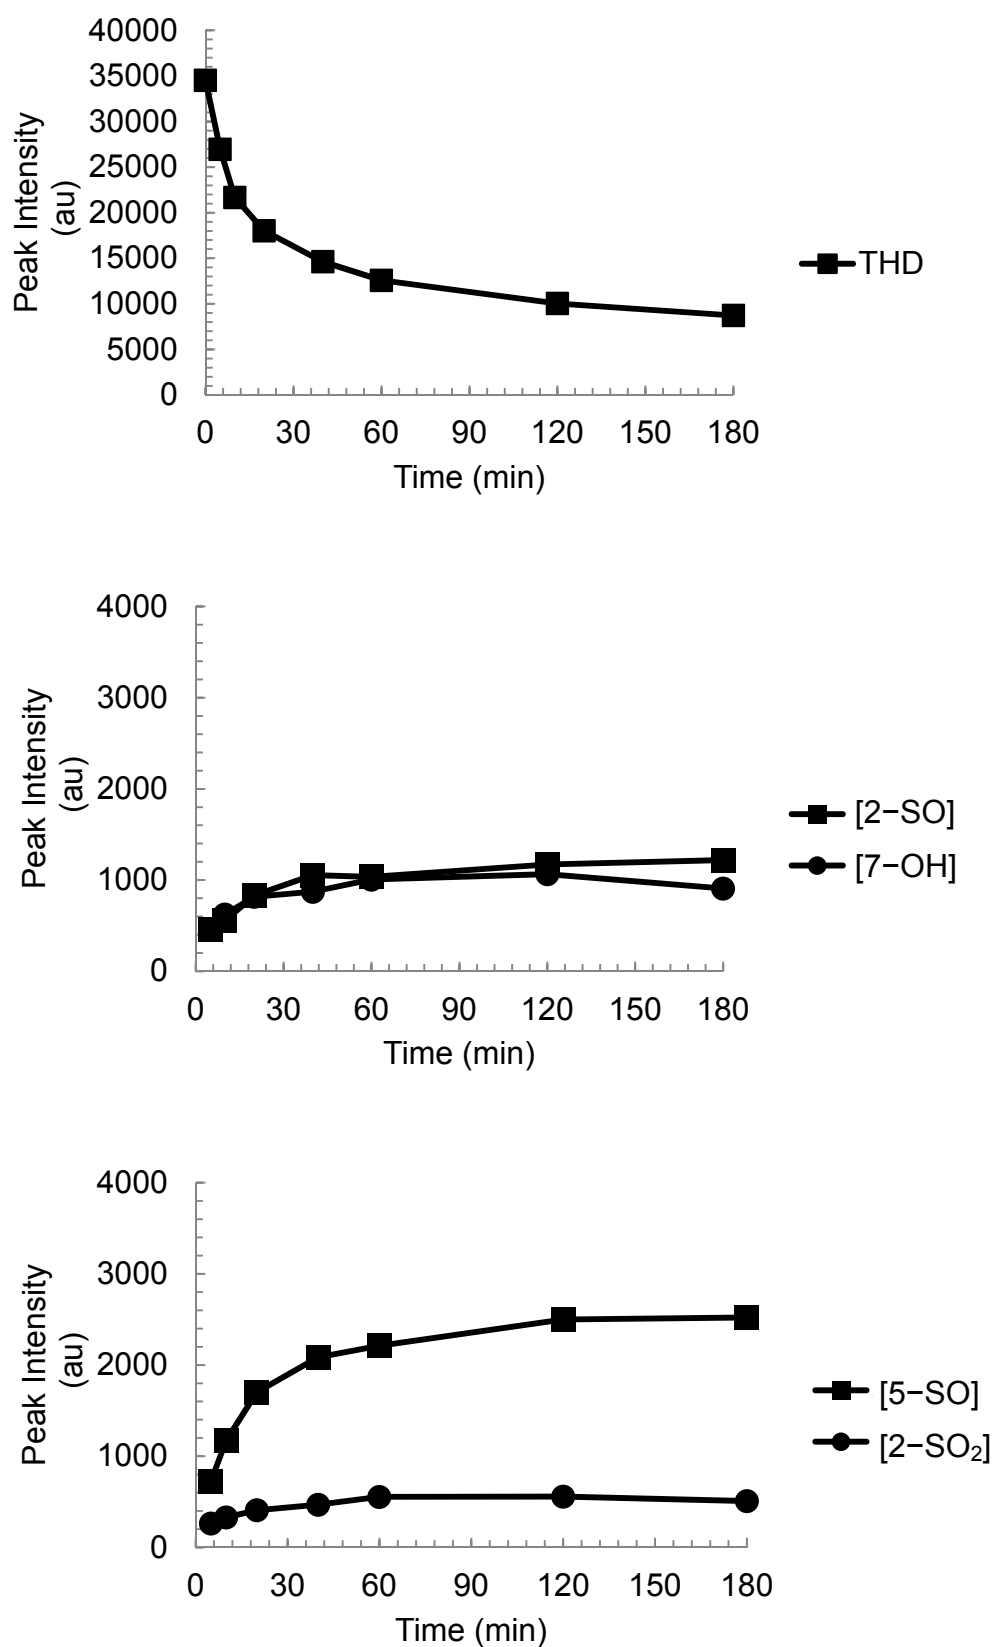 40000
35000
30000
25000
20000
15000
10000
5000
0
Peak Intensity
(au)
0 30 60 90 120 150 180
Time (min)
THD
4000
3000
2000
1000
0
Peak Intensity
(au)
0 30 60 90 120 150 180
Time (min)
[2−SO]
[7−OH]
4000
3000
2000
1000
0
Peak Intensity
(au)
0 30 60 90 120 150 180
Time (min)
[5−SO]
[2−SO₂]